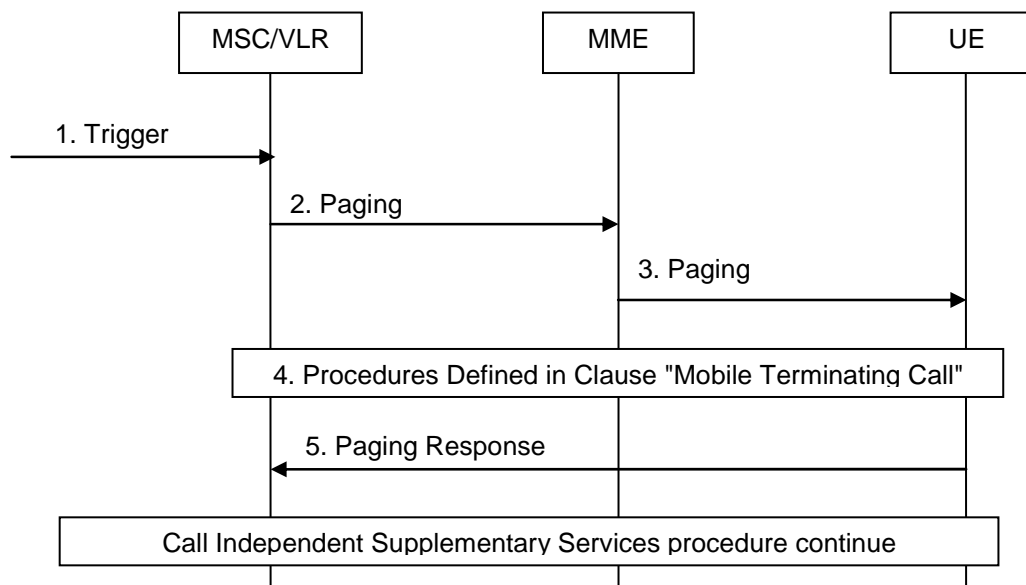 MSC/VLR
MME
UE
1. Trigger
2. Paging
3. Paging
4. Procedures Defined in Clause "Mobile Terminating Call"
5. Paging Response
Call Independent Supplementary Services procedure continue